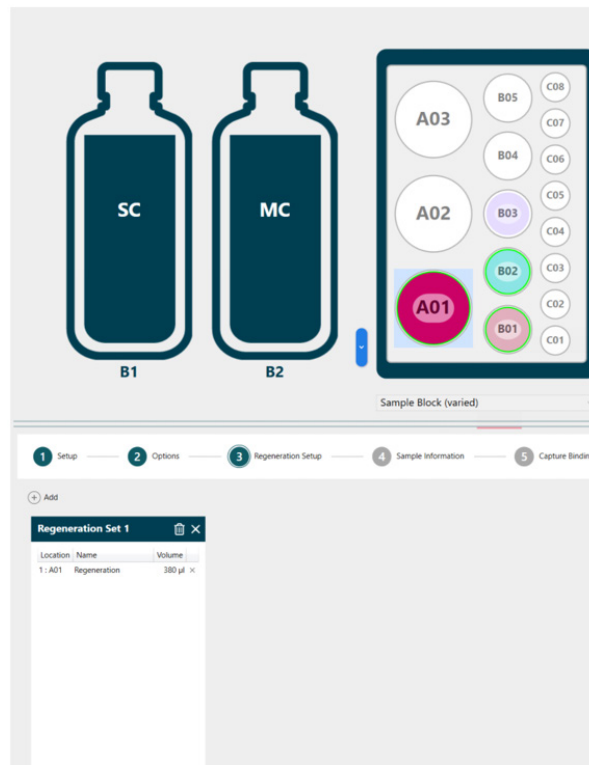 SC
MC
B1
B2
A03
A02
A01
B05
B04
B03
B02
B01
C08
C07
C06
C05
C04
C03
C02
C01
Sample Block (varied)
1 Setup
2 Options
3 Regeneration Setup
4 Sample Information
5 Capture Bindin
Add
Regeneration Set 1
Location Name Volume
1 : A01 Regeneration 380 µl